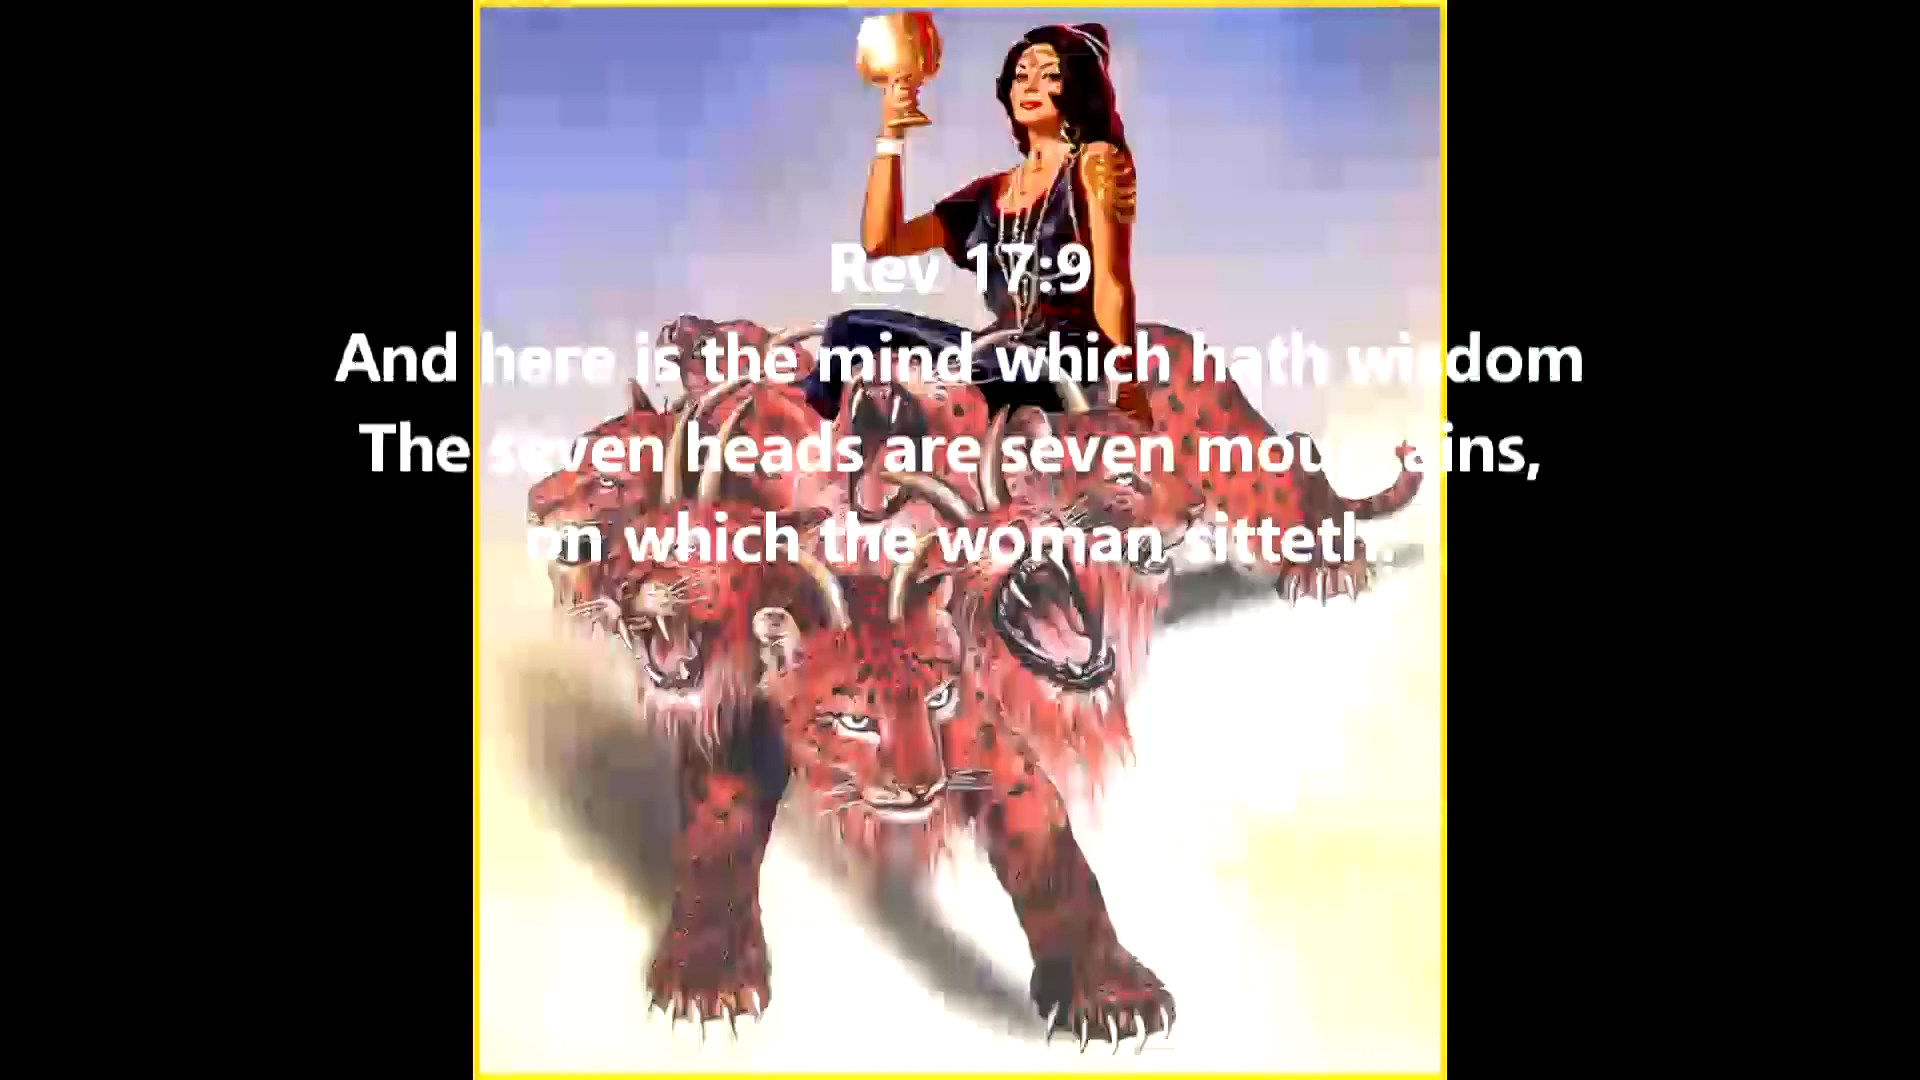 Rev 17:9
And here is the mind which hath wisdom
The seven heads are seven mountains,
on which the woman sitteth.